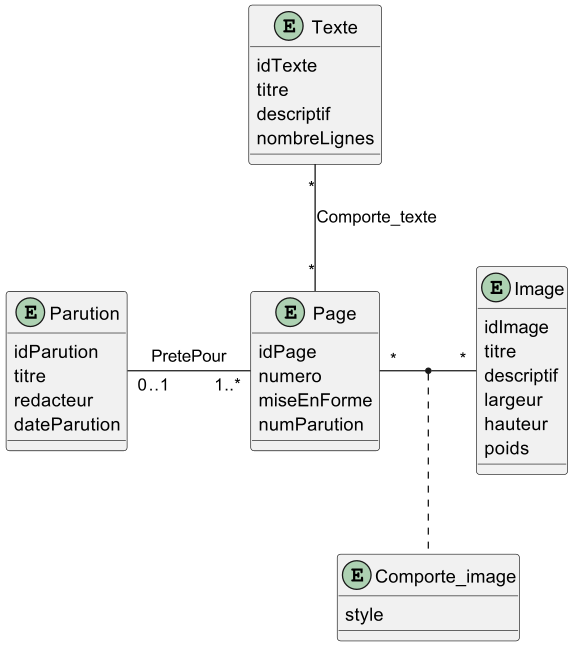 E Texte
idTexte
titre
descriptif
nombreLignes
*
Comporte_texte
*
E Parution
idParution
titre
redacteur
dateParution
PretePour
0..1 1..*
E Page
idPage
numero
miseEnForme
numParution
* *
E Image
idImage
titre
descriptif
largeur
hauteur
poids
E Comporte_image
style